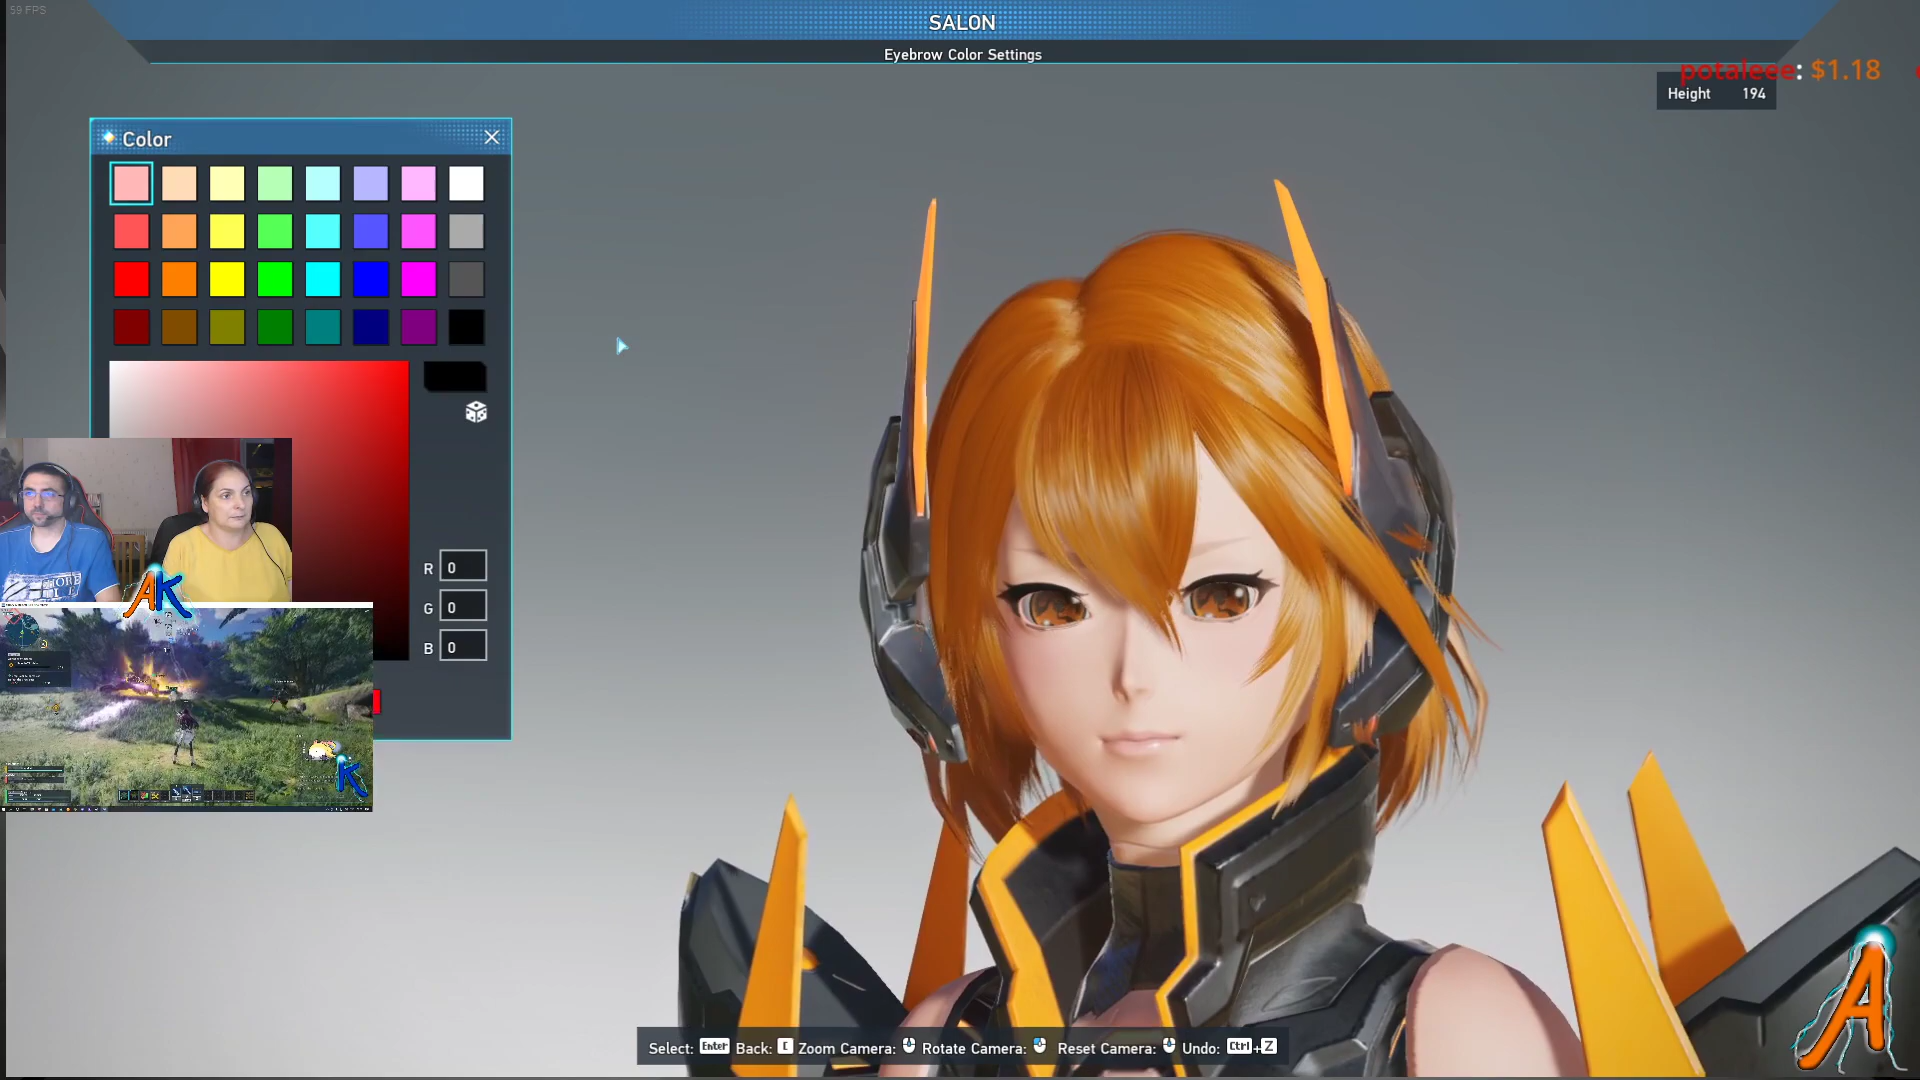 59 FPS
SALON
Eyebrow Color Settings
potaleee: $1.18
Height 194
Color
R 0
G 0
B 0
AK
K
A
Select: Enter Back: E Zoom Camera: Rotate Camera: Reset Camera: Undo: Ctrl+Z